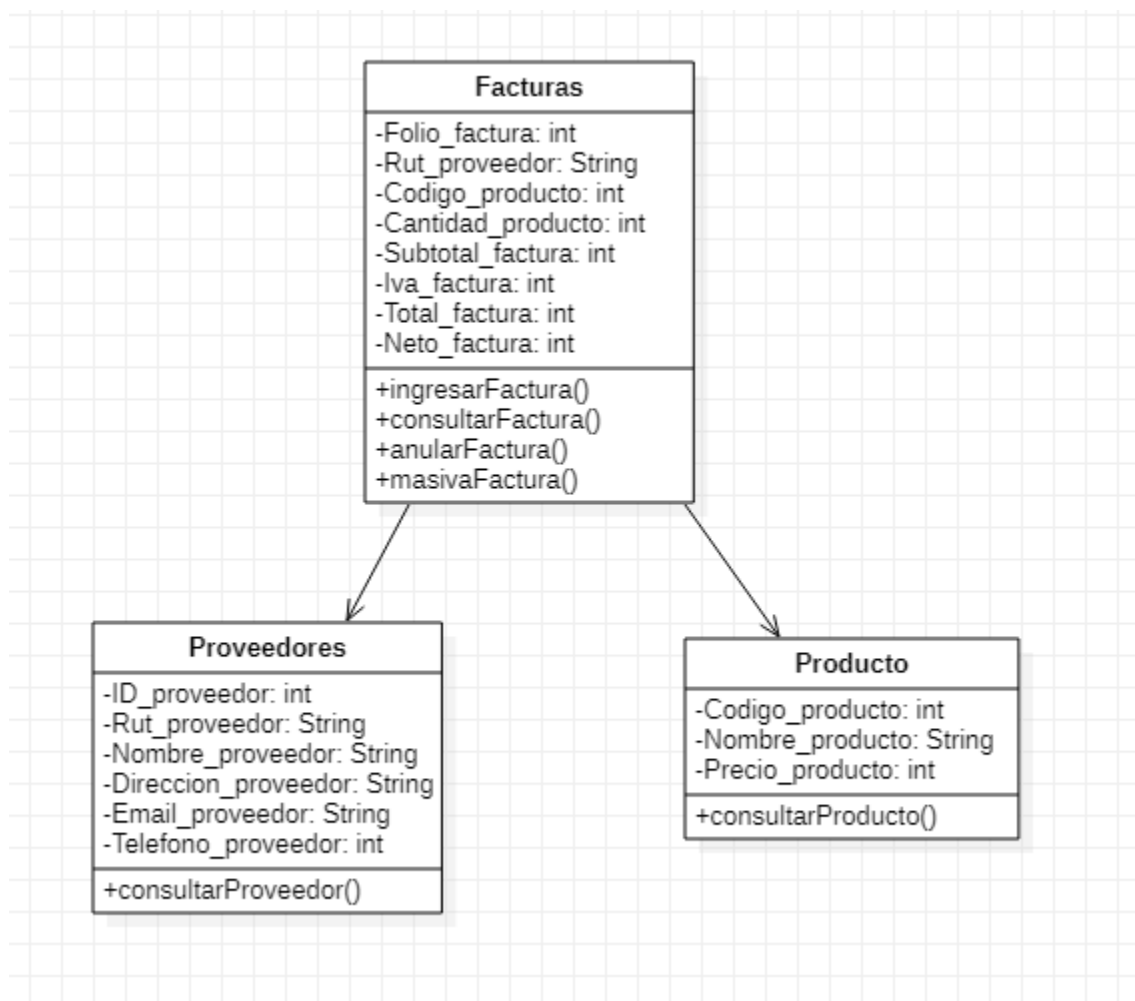 Facturas
-Folio_factura: int
-Rut_proveedor: String
-Codigo_producto: int
-Cantidad_producto: int
-Subtotal_factura: int
-Iva_factura: int
-Total_factura: int
-Neto_factura: int
+ingresarFactura()
+consultarFactura()
+anularFactura()
+masivaFactura()
Proveedores
-ID_proveedor: int
-Rut_proveedor: String
-Nombre_proveedor: String
-Direccion_proveedor: String
-Email_proveedor: String
-Telefono_proveedor: int
+consultarProveedor()
Producto
-Codigo_producto: int
-Nombre_producto: String
-Precio_producto: int
+consultarProducto()